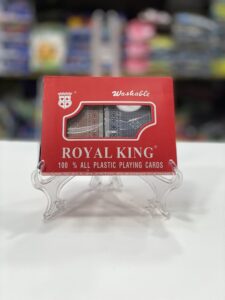 Washable
ROYAL KING®
100 % ALL PLASTIC PLAYING CARDS